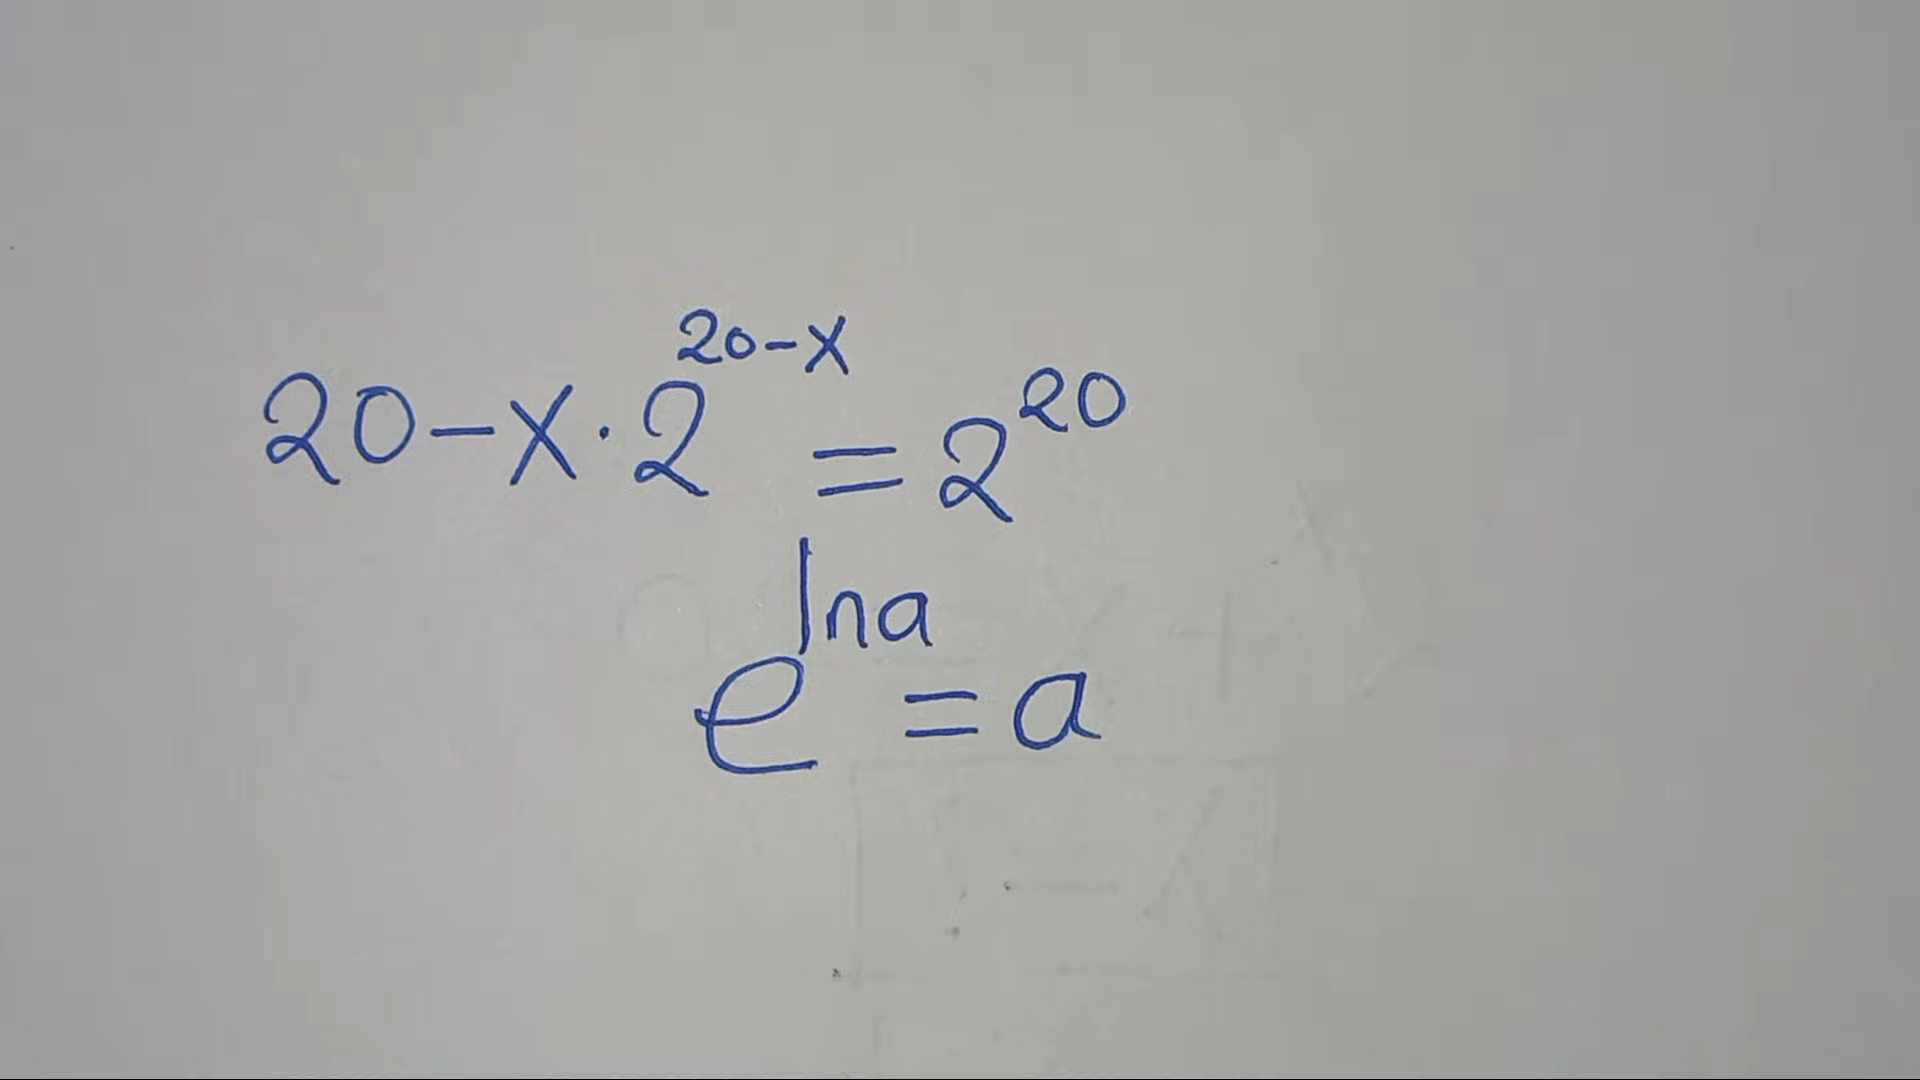 20-x·2^{20-x} = 2^{20}
e^{lna} = a